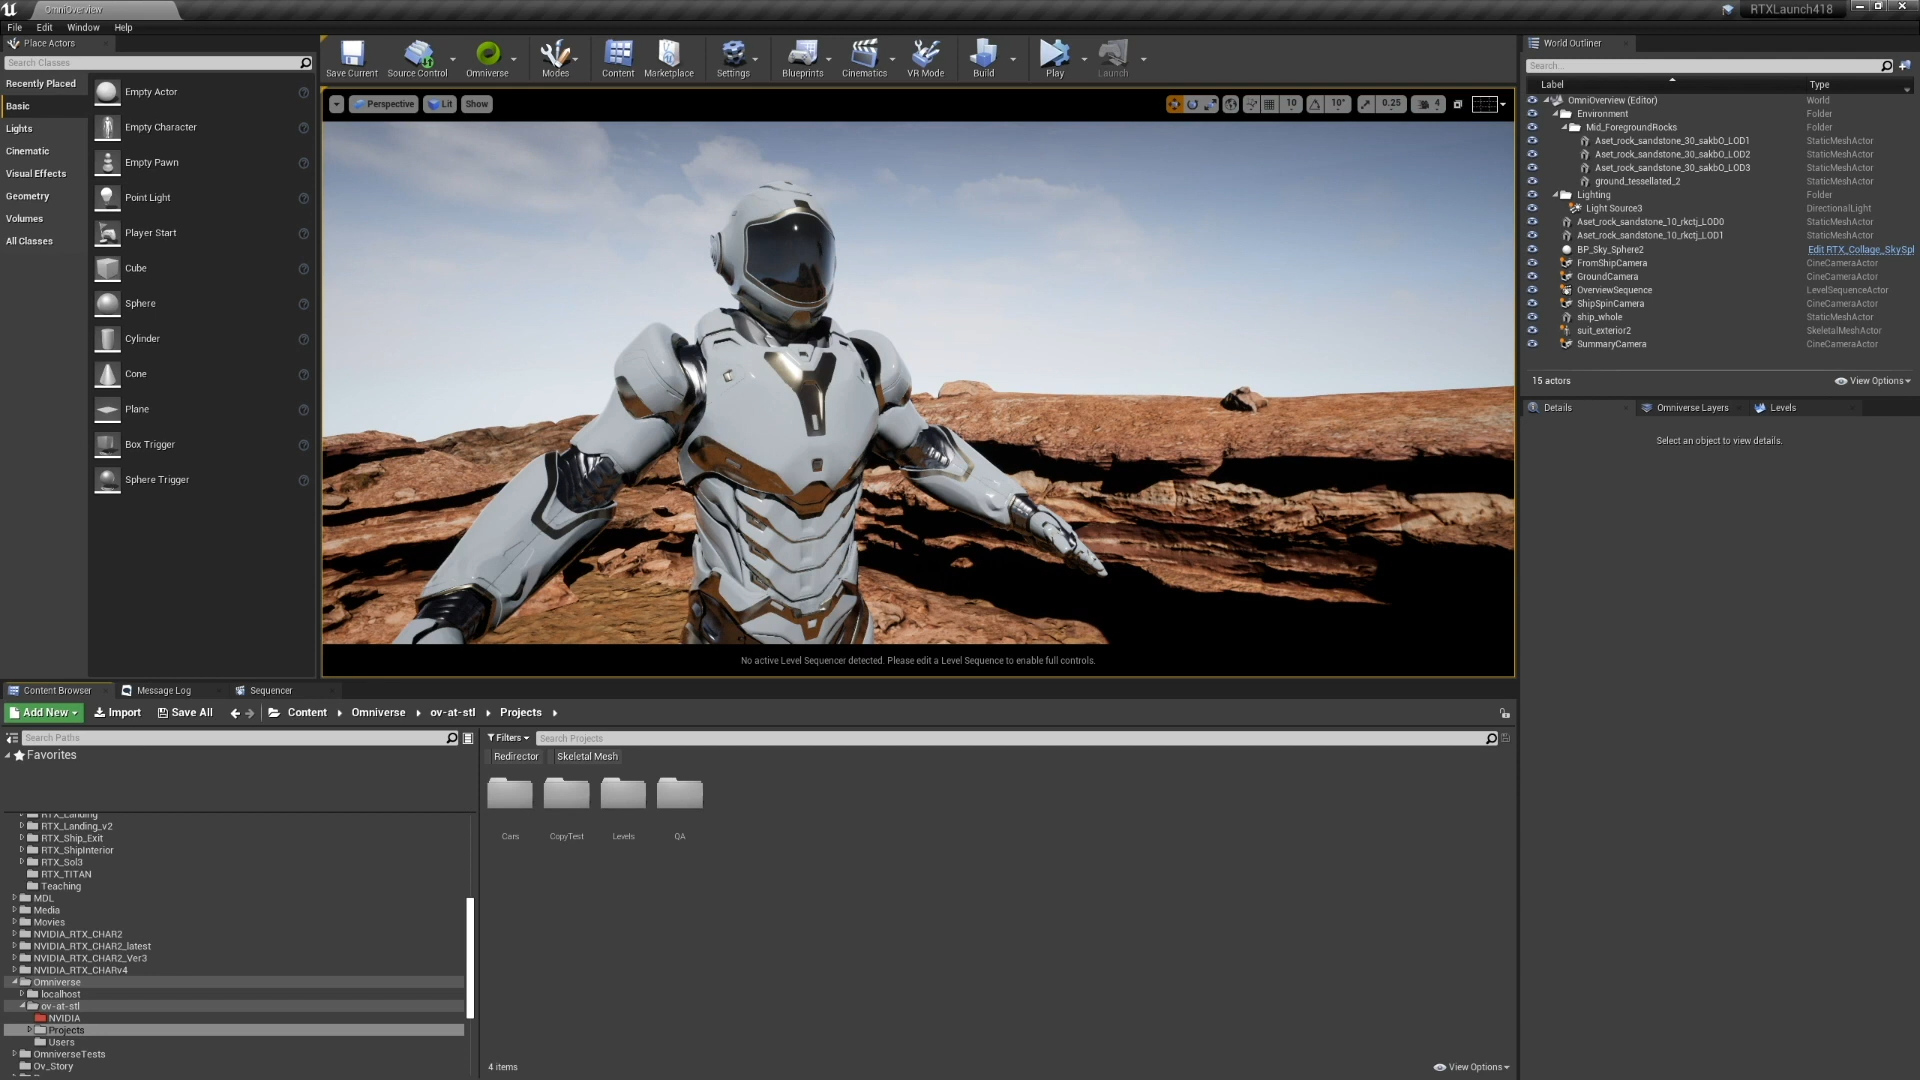 OmniOverview
RTXLaunch418
File Edit Window Help
Place Actors
Search Classes
Recently Placed
Basic
Lights
Cinematic
Visual Effects
Geometry
Volumes
All Classes
Empty Actor
Empty Character
Empty Pawn
Point Light
Player Start
Cube
Sphere
Cylinder
Cone
Plane
Box Trigger
Sphere Trigger
Save Current Source Control Omniverse Modes Content Marketplace Settings Blueprints Cinematics VR Mode Build Play Launch
Perspective Lit Show
10 10° 0.25 4
No active Level Sequencer detected. Please edit a Level Sequence to enable full controls.
World Outliner
Search...
Label Type
OmniOverview (Editor) World
Environment Folder
Mid_ForegroundRocks Folder
Aset_rock_sandstone_30_sakbO_LOD1 StaticMeshActor
Aset_rock_sandstone_30_sakbO_LOD2 StaticMeshActor
Aset_rock_sandstone_30_sakbO_LOD3 StaticMeshActor
ground_tessellated_2 StaticMeshActor
Lighting Folder
Light Source3 DirectionalLight
Aset_rock_sandstone_10_rkctj_LOD0 StaticMeshActor
Aset_rock_sandstone_10_rkctj_LOD1 StaticMeshActor
BP_Sky_Sphere2 Edit RTX_Collage_SkySpl
FromShipCamera CineCameraActor
GroundCamera CineCameraActor
OverviewSequence LevelSequenceActor
ShipSpinCamera CineCameraActor
ship_whole StaticMeshActor
suit_exterior2 SkeletalMeshActor
SummaryCamera CineCameraActor
15 actors View Options
Details Omniverse Layers Levels
Select an object to view details.
Content Browser Message Log Sequencer
Add New Import Save All Content Omniverse ov-at-stl Projects
Search Paths
Favorites
RTX_Landing
RTX_Landing_v2
RTX_Ship_Exit
RTX_ShipInterior
RTX_Sol3
RTX_TITAN
Teaching
MDL
Media
Movies
NVIDIA_RTX_CHAR2
NVIDIA_RTX_CHAR2_latest
NVIDIA_RTX_CHAR2_Ver3
NVIDIA_RTX_CHARv4
Omniverse
localhost
ov-at-stl
NVIDIA
Projects
Users
OmniverseTests
Ov_Story
Filters Search Projects
Redirector Skeletal Mesh
Cars CopyTest Levels QA
4 items View Options